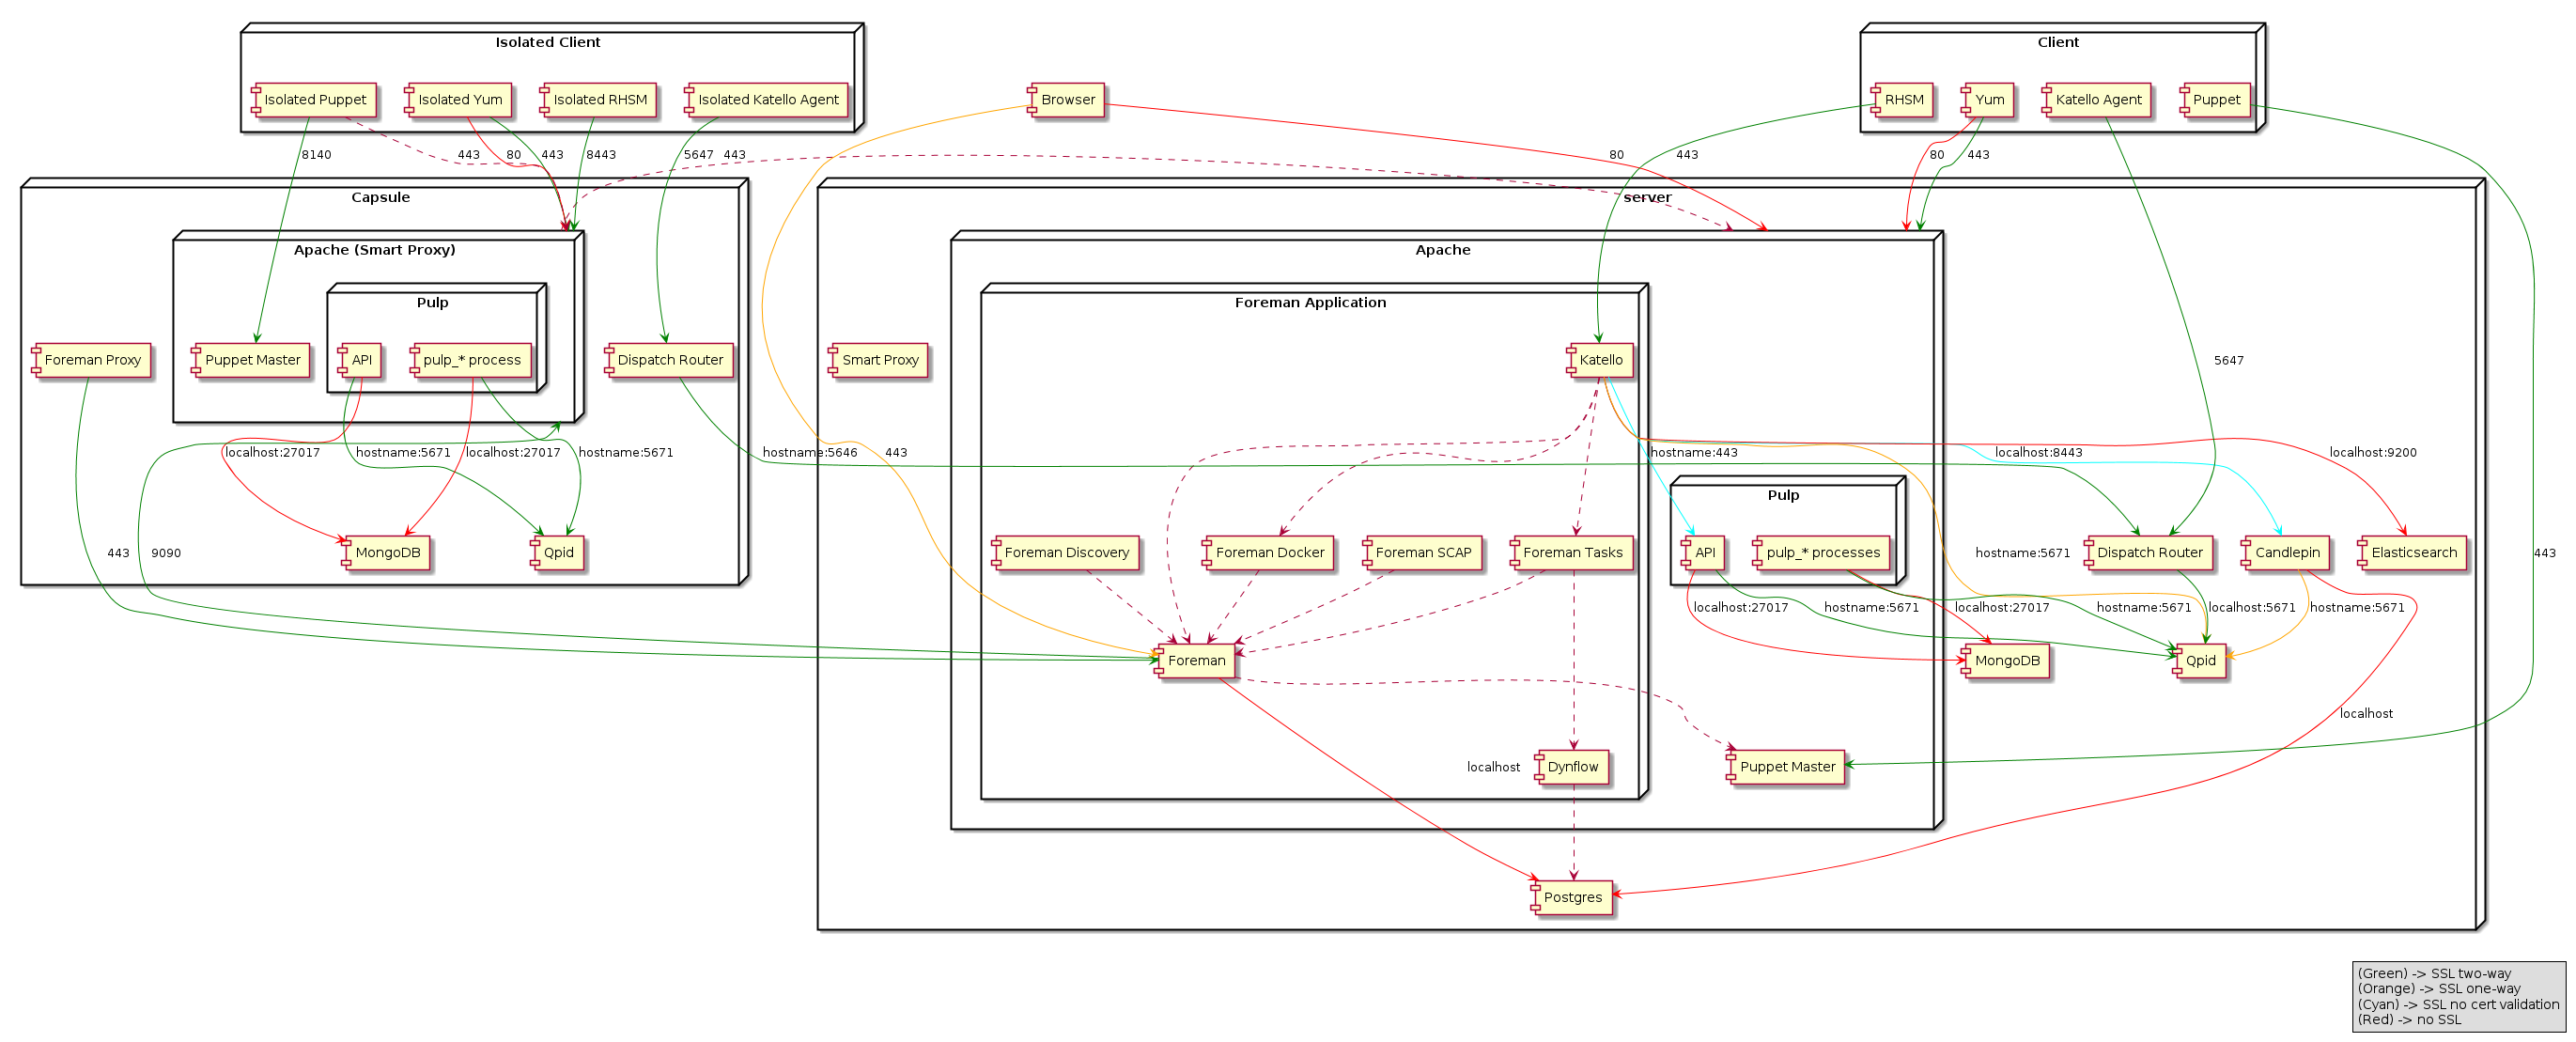 Isolated Client
Client
Isolated Puppet
Isolated Yum
Isolated RHSM
Isolated Katello Agent
Browser
RHSM
Yum
Katello Agent
Puppet
8140
443
80
443
8443
5647
443
80
443
80
443
Capsule
server
Apache (Smart Proxy)
Apache
Pulp
Foreman Application
Foreman Proxy
Puppet Master
API
pulp_* process
Dispatch Router
Smart Proxy
Katello
5647
localhost:27017
hostname:5671
localhost:27017
hostname:5671
hostname:5646
443
hostname:443
localhost:8443
localhost:9200
Pulp
443
9090
MongoDB
Qpid
Foreman Discovery
Foreman Docker
Foreman SCAP
Foreman Tasks
API
pulp_* processes
hostname:5671
Dispatch Router
Candlepin
Elasticsearch
443
localhost:27017
hostname:5671
localhost:27017
hostname:5671
localhost:5671
hostname:5671
Foreman
MongoDB
Qpid
localhost
localhost
Dynflow
Puppet Master
Postgres
(Green) -> SSL two-way
(Orange) -> SSL one-way
(Cyan) -> SSL no cert validation
(Red) -> no SSL